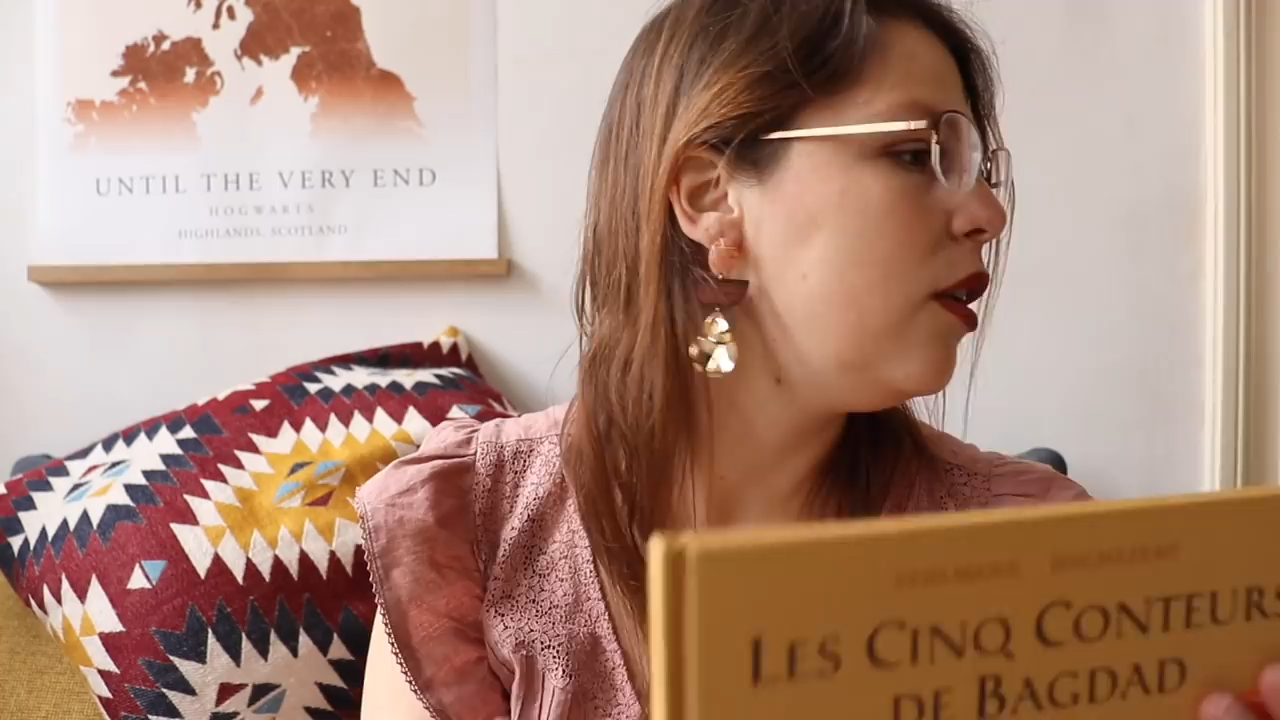 UNTIL THE VERY END
HOGWARTS
HIGHLANDS, SCOTLAND
LES CINQ CONTEURS
DE BAGDAD